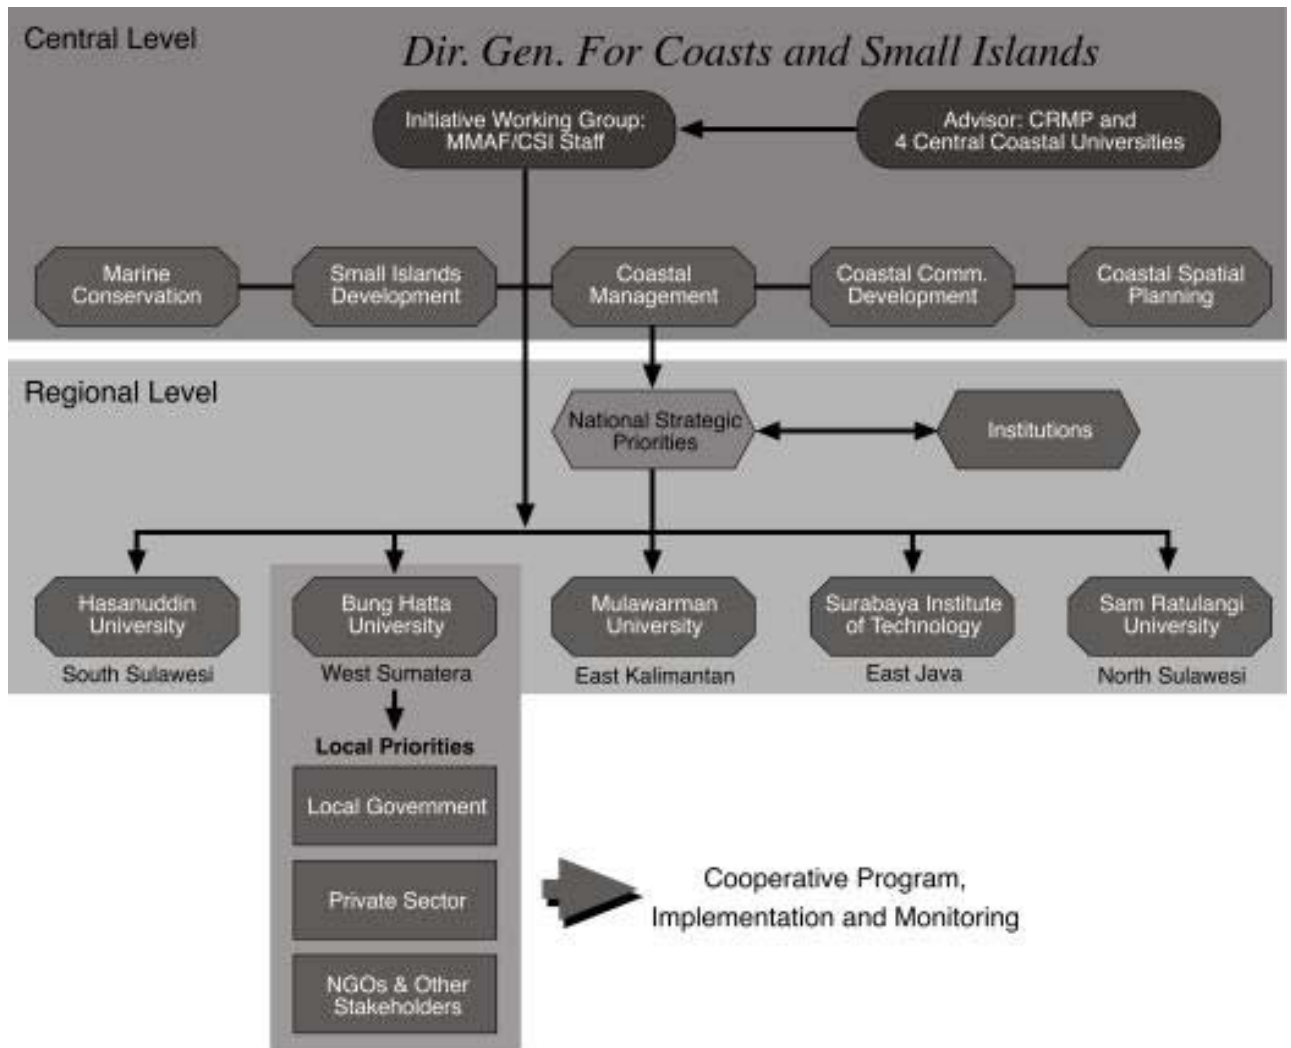 Central Level
Dir. Gen. For Coasts and Small Islands
Initiative Working Group:
MMAF/CSI Staff
Advisor: CRMP and
4 Central Coastal Universities
Marine
Conservation
Small Islands
Development
Coastal
Management
Coastal Comm.
Development
Coastal Spatial
Planning
Regional Level
National Strategic
Priorities
Institutions
Hasanuddin
University
South Sulawesi
Bung Hatta
University
West Sumatera
Mulawarman
University
East Kalimantan
Surabaya Institute
of Technology
East Java
Sam Ratulangi
University
North Sulawesi
Local Priorities
Local Government
Private Sector
NGOs & Other
Stakeholders
Cooperative Program,
Implementation and Monitoring